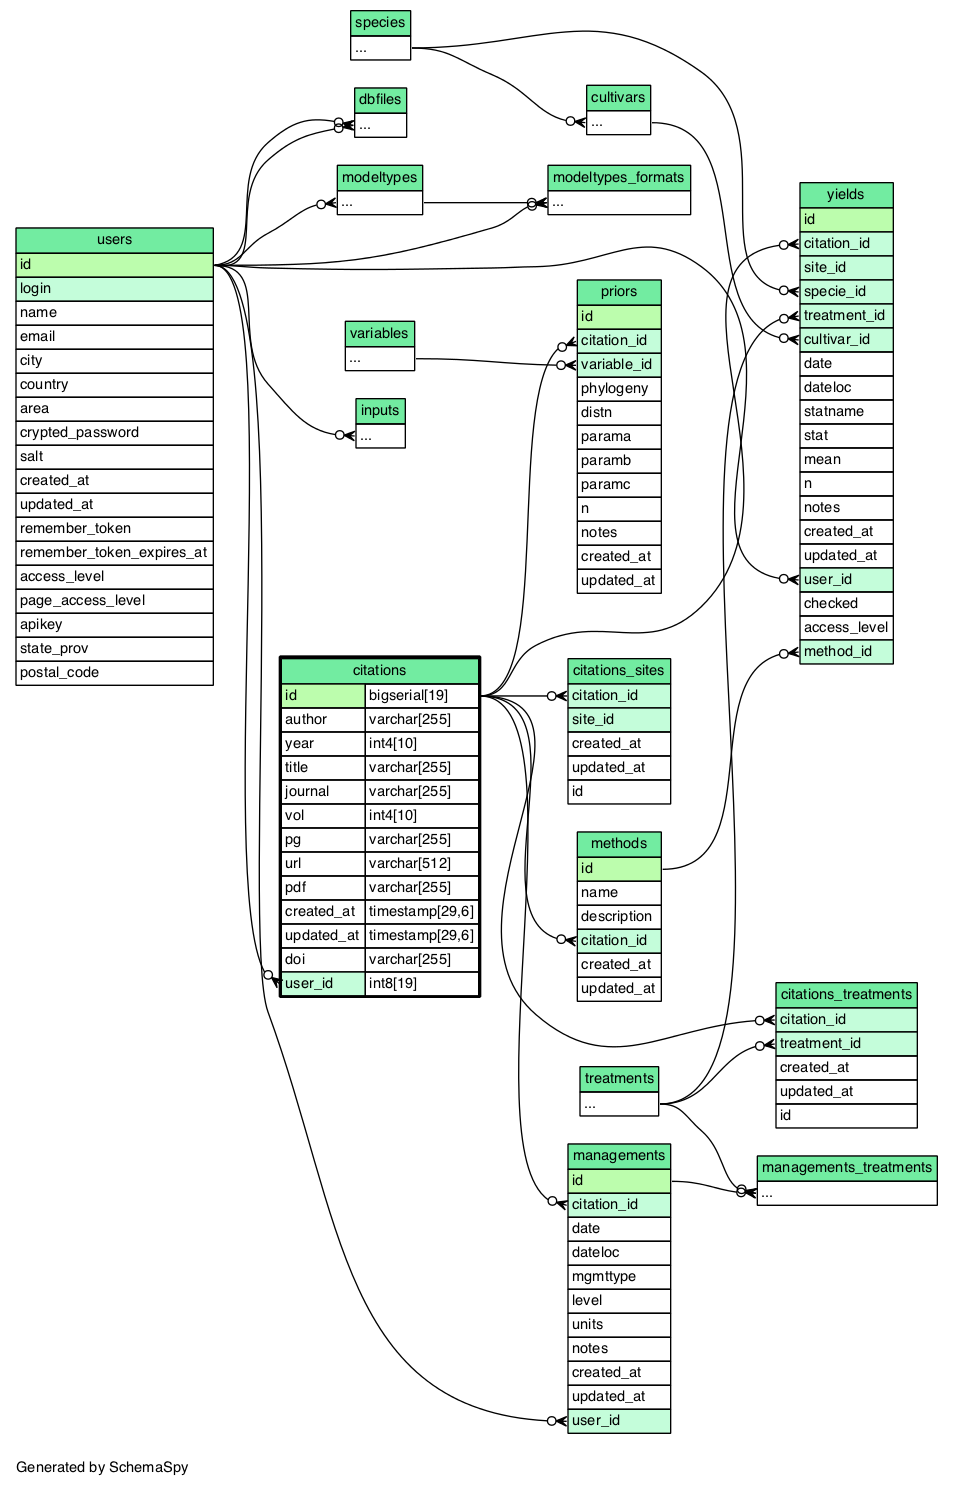 species
...
dbfiles
...
cultivars
...
modeltypes
...
modeltypes_formats
...
users
id
login
name
email
city
country
area
crypted_password
salt
created_at
updated_at
remember_token
remember_token_expires_at
access_level
page_access_level
apikey
state_prov
postal_code
variables
...
inputs
...
priors
id
citation_id
variable_id
phylogeny
distn
parama
paramb
paramc
n
notes
created_at
updated_at
yields
id
citation_id
site_id
specie_id
treatment_id
cultivar_id
date
dateloc
statname
stat
mean
n
notes
created_at
updated_at
user_id
checked
access_level
method_id
citations
id bigserial[19]
author varchar[255]
year int4[10]
title varchar[255]
journal varchar[255]
vol int4[10]
pg varchar[255]
url varchar[512]
pdf varchar[255]
created_at timestamp[29,6]
updated_at timestamp[29,6]
doi varchar[255]
user_id int8[19]
citations_sites
citation_id
site_id
created_at
updated_at
id
methods
id
name
description
citation_id
created_at
updated_at
citations_treatments
citation_id
treatment_id
created_at
updated_at
id
treatments
...
managements
id
citation_id
date
dateloc
mgmttype
level
units
notes
created_at
updated_at
user_id
managements_treatments
...
Generated by SchemaSpy